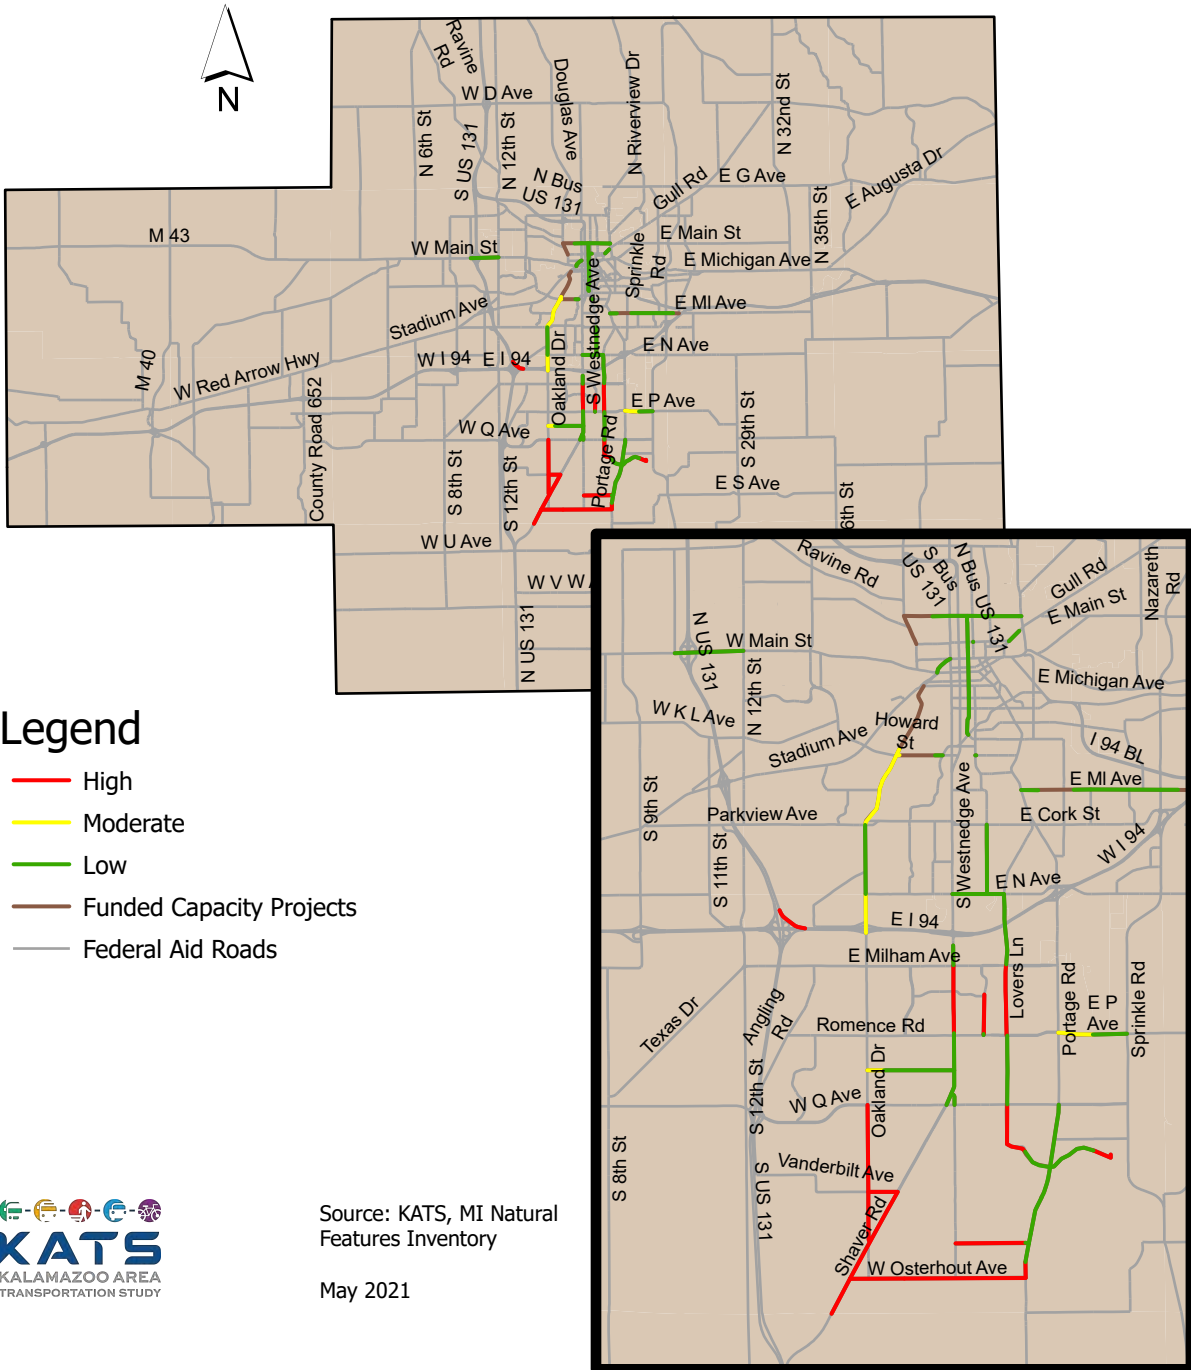 N
Ravine
Rd
W D Ave
Douglas Ave
N Riverview Dr
N 32nd St
N 6th St
S US 131
N 12th St
N Bus
US 131
Gull Rd
E G Ave
E Augusta Dr
N 35th St
M 43
W Main St
E Main St
Sprinkle
Rd
E Michigan Ave
Stadium Ave
S Westnedge Ave
E MI Ave
M 40
W Red Arrow Hwy
W I 94
E I 94
Oakland Dr
E N Ave
County Road 652
E P Ave
W Q Ave
Portage Rd
S 29th St
S 8th St
S 12th St
E S Ave
6th St
W U Ave
W V W
N US 131
Legend
High
Moderate
Low
Funded Capacity Projects
Federal Aid Roads
KATS
KALAMAZOO AREA
TRANSPORTATION STUDY
Source: KATS, MI Natural
Features Inventory
May 2021
Ravine Rd
S Bus
US 131
N Bus US 131
Gull Rd
E Main St
Nazareth
Rd
N US 131
W Main St
N 12th St
E Michigan Ave
W K L Ave
Howard
St
Stadium Ave
I 94 BL
E MI Ave
S 9th St
Parkview Ave
S Westnedge Ave
E Cork St
W I 94
S 11th St
E N Ave
E I 94
E Milham Ave
Lovers Ln
Texas Dr
Angling
Rd
Romence Rd
Portage Rd
E P
Ave
Sprinkle Rd
Oakland Dr
S 12th St
W Q Ave
S 8th St
Vanderbilt Ave
S US 131
Shaver Rd
W Osterhout Ave